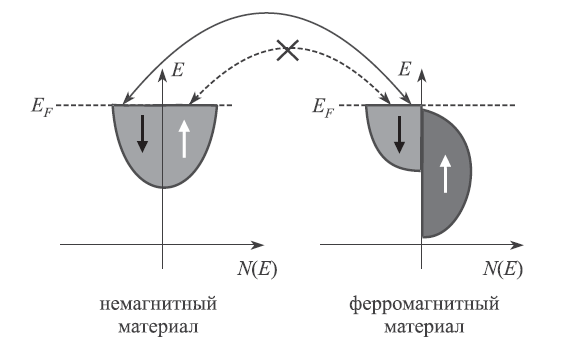 E
E
E_F
E_F
N(E)
N(E)
немагнитный
материал
ферромагнитный
материал